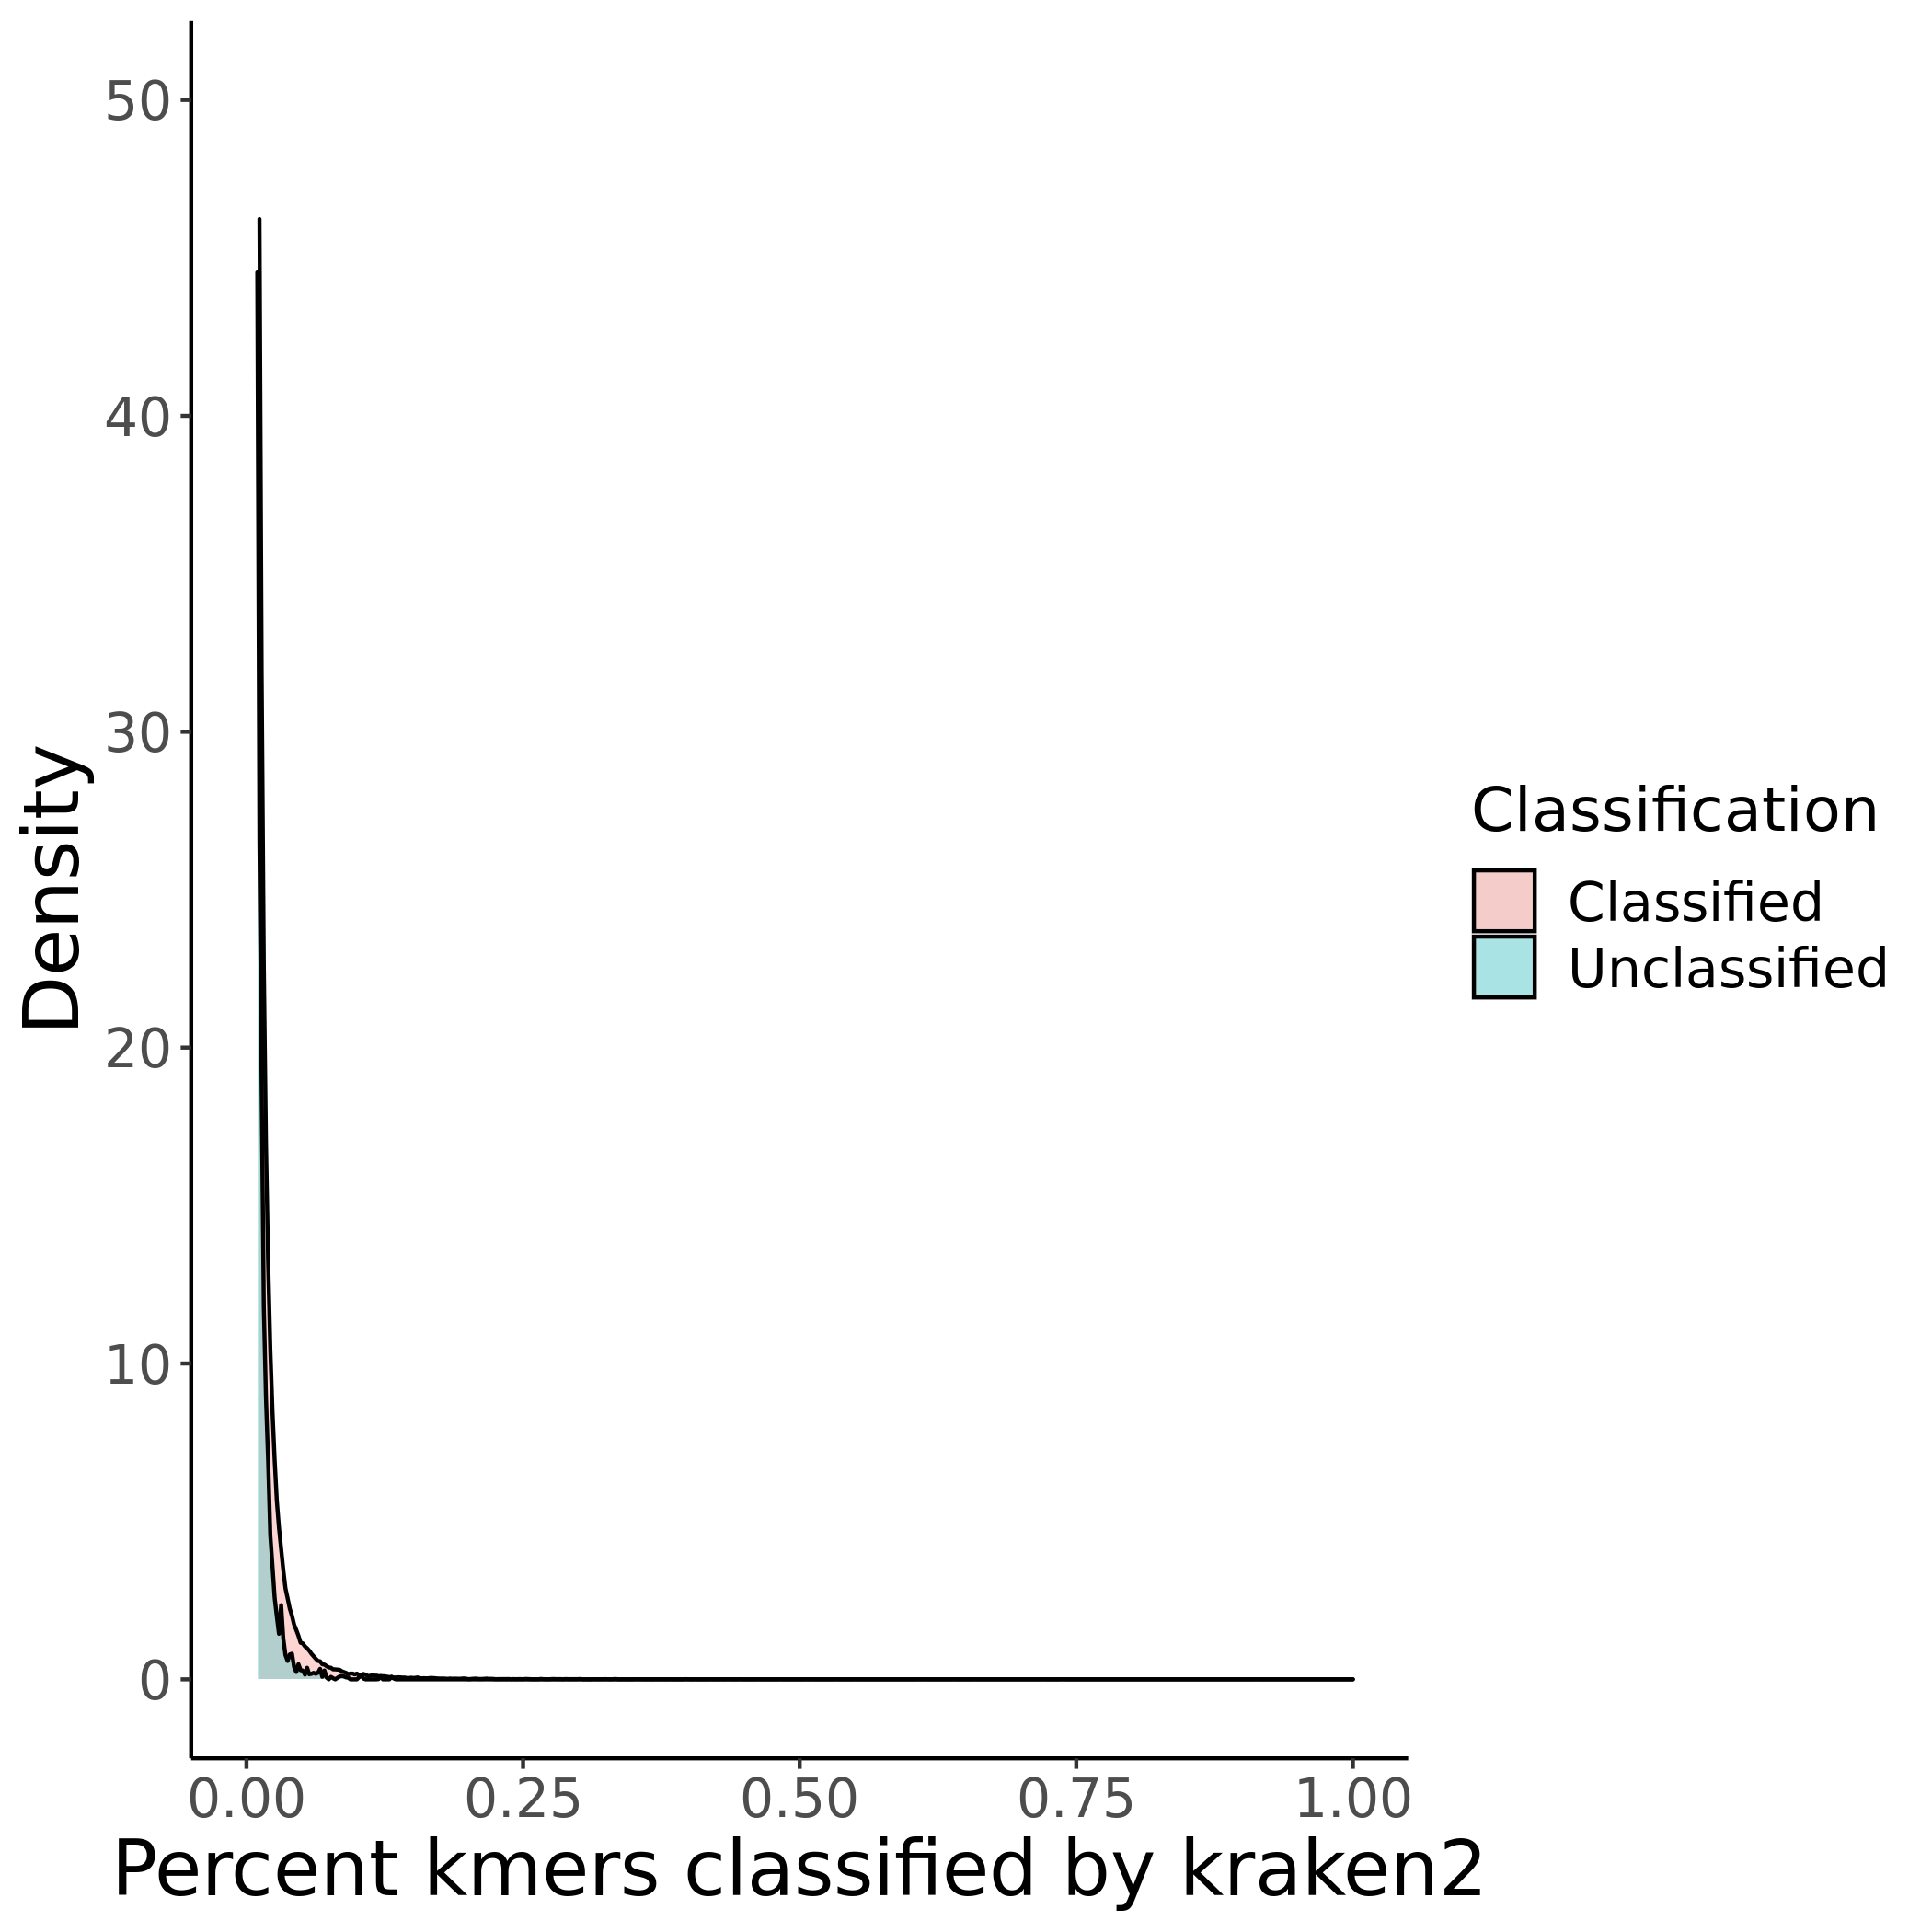 Density
50
40
30
20
10
0
0.00 0.25 0.50 0.75 1.00
Percent kmers classified by kraken2
Classification
Classified
Unclassified